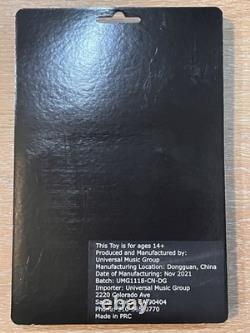 This Toy is for ages 14+
Produced and Manufactured by:
Universal Music Group
Manufacturing Location: Dongguan, China
Date of Manufacturing: Nov 2021
Batch: UMG1118-CN-DG
Importer: Universal Music Group
2220 Colorado Ave
Made in PRC